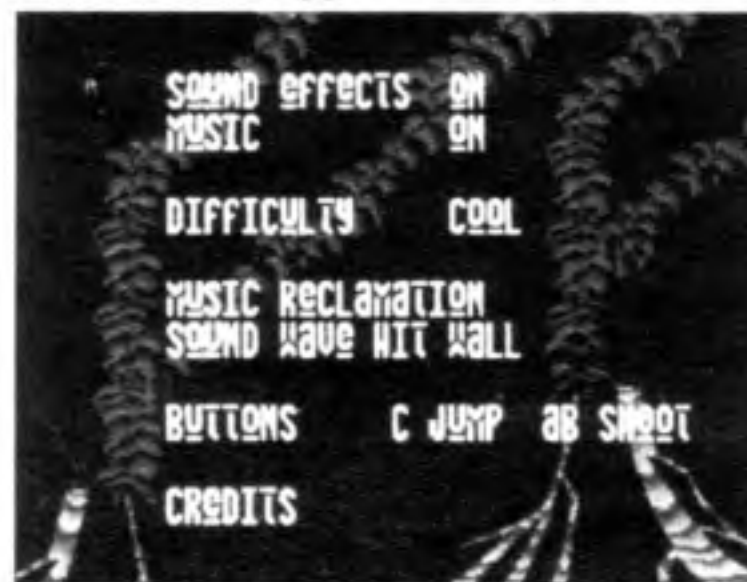 SOUND EFFECTS ON
MUSIC ON
DIFFICULTY COOL
MUSIC RECLAMATION
SOUND WAVE HIT WALL
BUTTONS C JUMP AB SHOOT
CREDITS